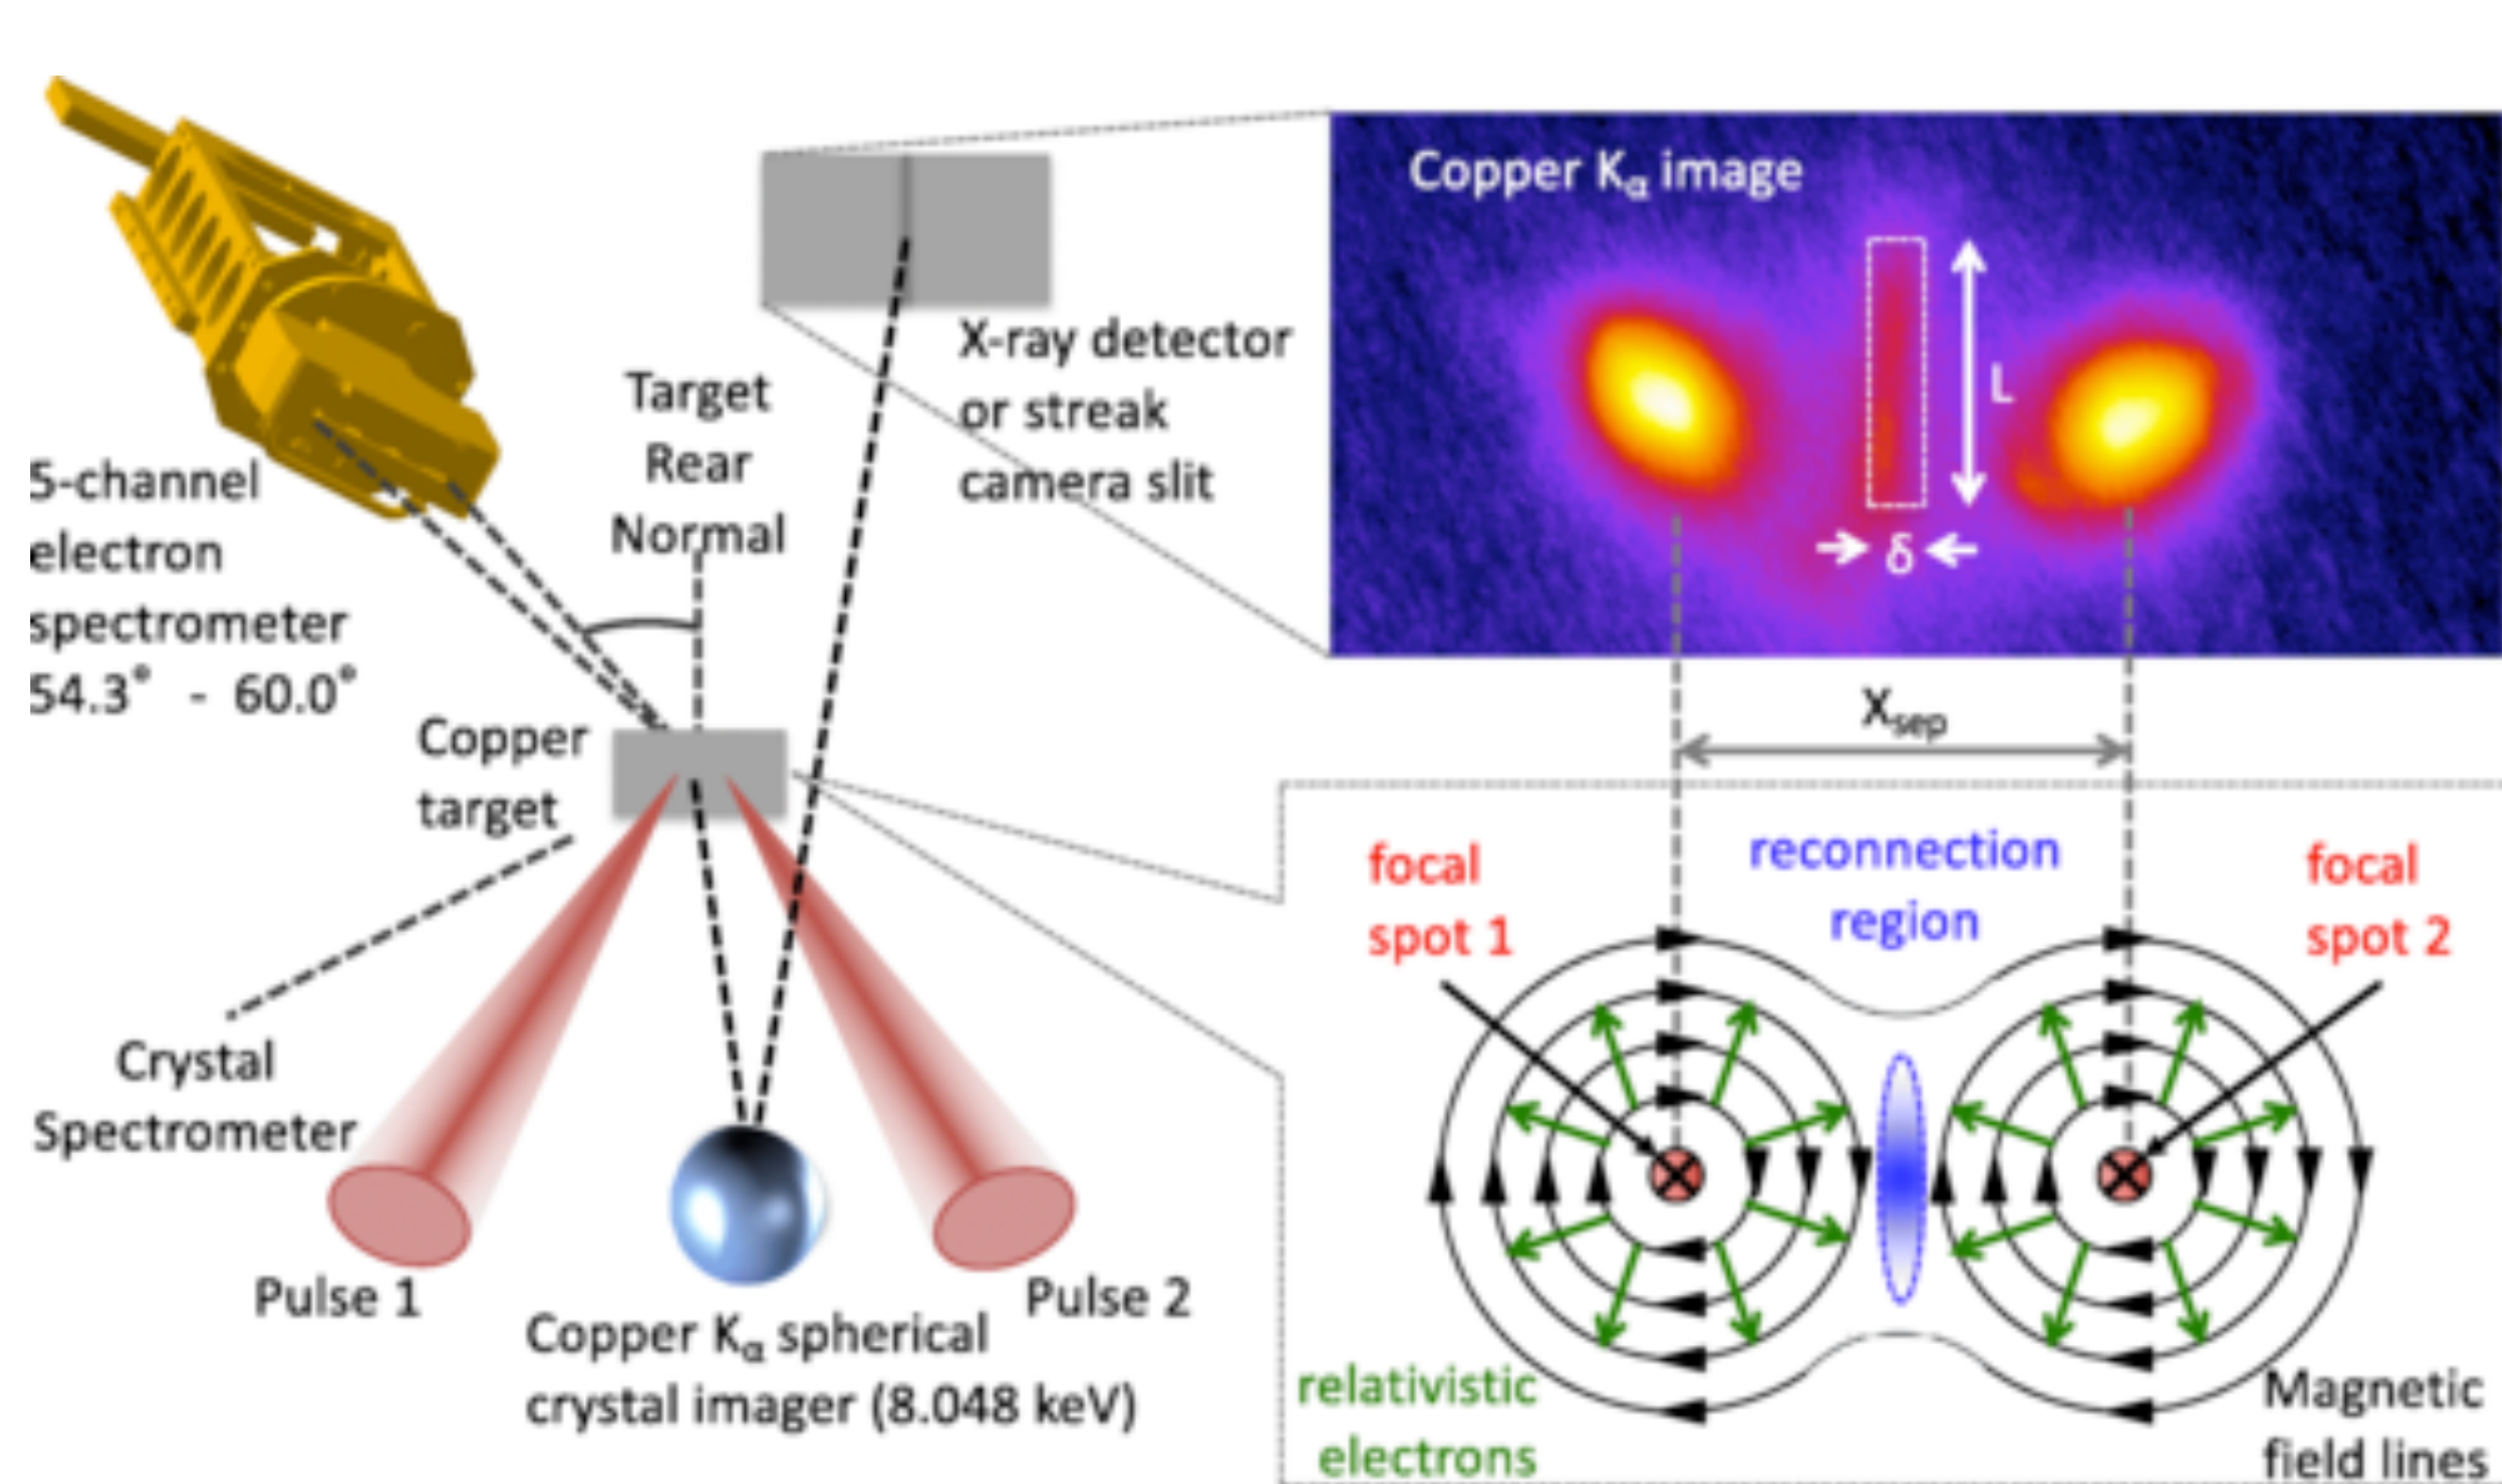 Copper Kα image
L
δ
X-ray detector
or streak
camera slit
Target
Rear
Normal
5-channel
electron
spectrometer
54.3° - 60.0°
Copper
target
Xsep
Crystal
Spectrometer
Pulse 1
Pulse 2
Copper Kα spherical
crystal imager (8.048 keV)
focal
spot 1
reconnection
region
focal
spot 2
relativistic
electrons
Magnetic
field lines